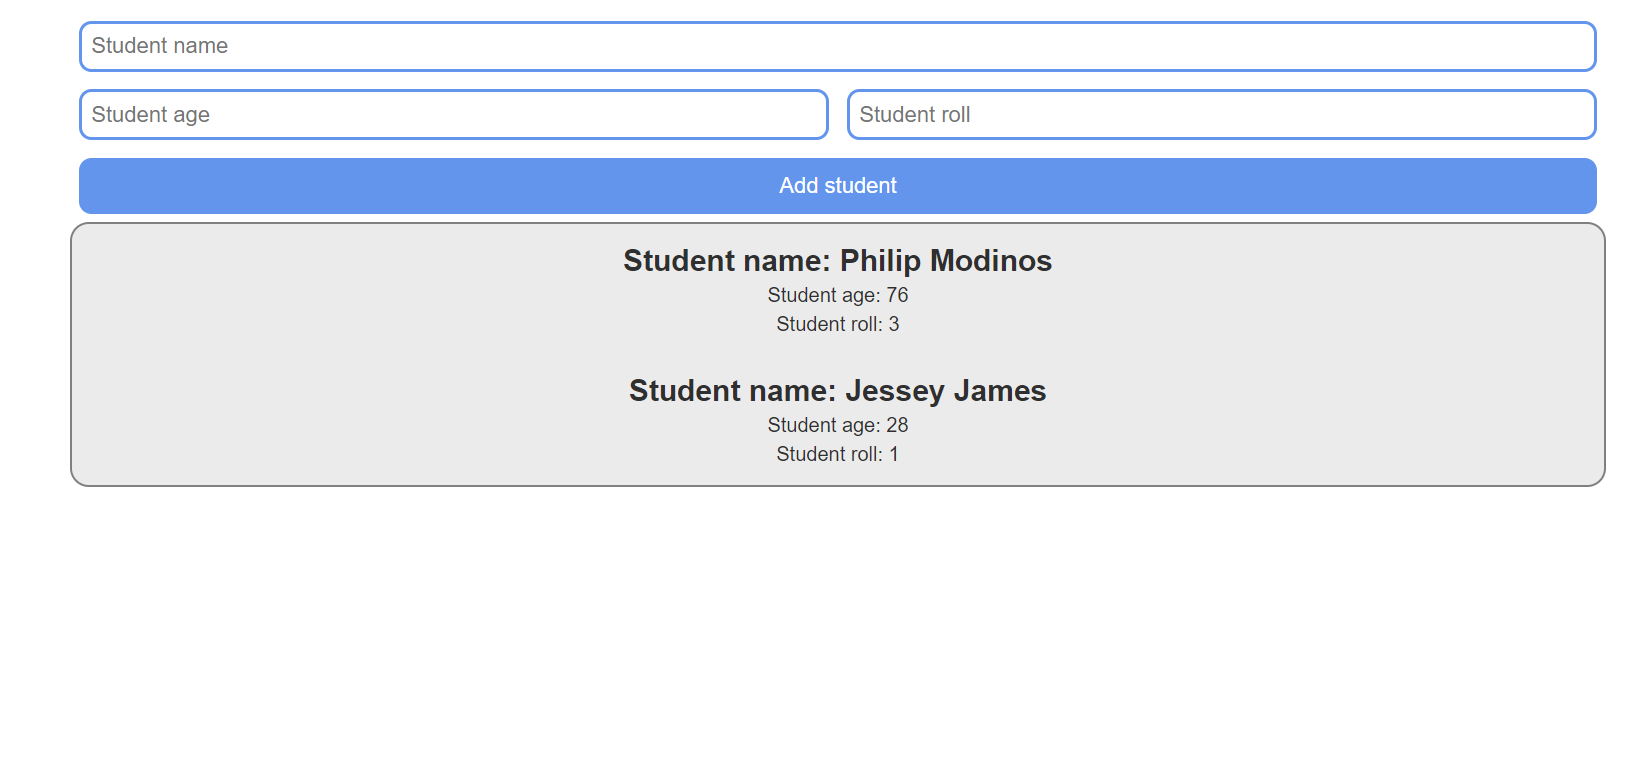 Student name
Student age
Student roll
Add student
Student name: Philip Modinos
Student age: 76
Student roll: 3
Student name: Jessey James
Student age: 28
Student roll: 1